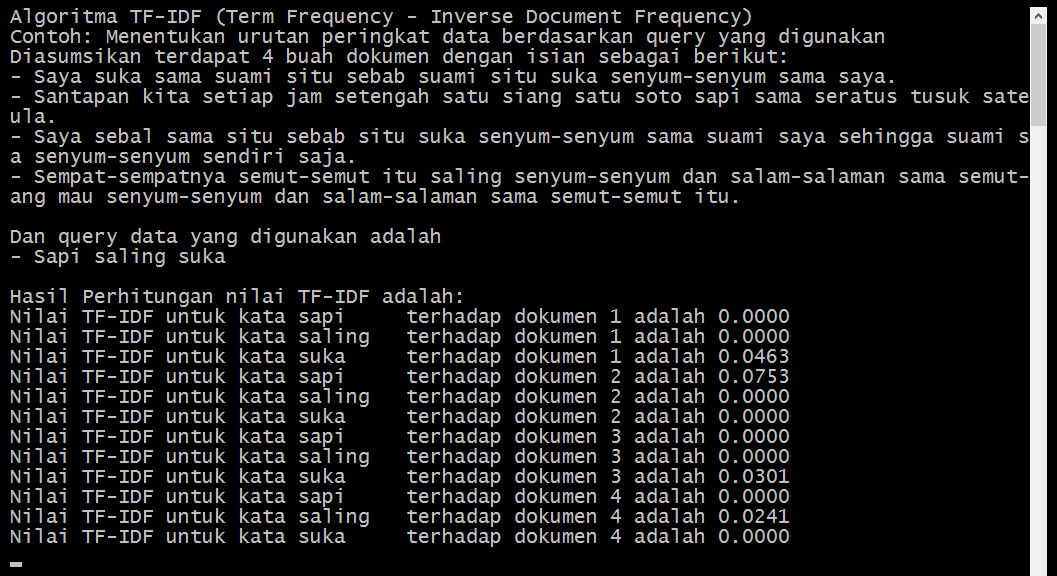 Algoritma TF-IDF (Term Frequency - Inverse Document Frequency)
Contoh: Menentukan urutan peringkat data berdasarkan query yang digunakan
Diasumsikan terdapat 4 buah dokumen dengan isian sebagai berikut:
- Saya suka sama suami situ sebab suami situ suka senyum-senyum sama saya.
- Santapan kita setiap jam setengah satu siang satu soto sapi sama seratus tusuk sate
ula.
- Saya sebal sama situ sebab situ suka senyum-senyum sama suami saya sehingga suami s
a senyum-senyum sendiri saja.
- Sempat-sempatnya semut-semut itu saling senyum-senyum dan salam-salaman sama semut-
ang mau senyum-senyum dan salam-salaman sama semut-semut itu.
Dan query data yang digunakan adalah
- Sapi saling suka
Hasil Perhitungan nilai TF-IDF adalah:
Nilai TF-IDF untuk kata sapi terhadap dokumen 1 adalah 0.0000
Nilai TF-IDF untuk kata saling terhadap dokumen 1 adalah 0.0000
Nilai TF-IDF untuk kata suka terhadap dokumen 1 adalah 0.0463
Nilai TF-IDF untuk kata sapi terhadap dokumen 2 adalah 0.0753
Nilai TF-IDF untuk kata saling terhadap dokumen 2 adalah 0.0000
Nilai TF-IDF untuk kata suka terhadap dokumen 2 adalah 0.0000
Nilai TF-IDF untuk kata sapi terhadap dokumen 3 adalah 0.0000
Nilai TF-IDF untuk kata saling terhadap dokumen 3 adalah 0.0000
Nilai TF-IDF untuk kata suka terhadap dokumen 3 adalah 0.0301
Nilai TF-IDF untuk kata sapi terhadap dokumen 4 adalah 0.0000
Nilai TF-IDF untuk kata saling terhadap dokumen 4 adalah 0.0241
Nilai TF-IDF untuk kata suka terhadap dokumen 4 adalah 0.0000